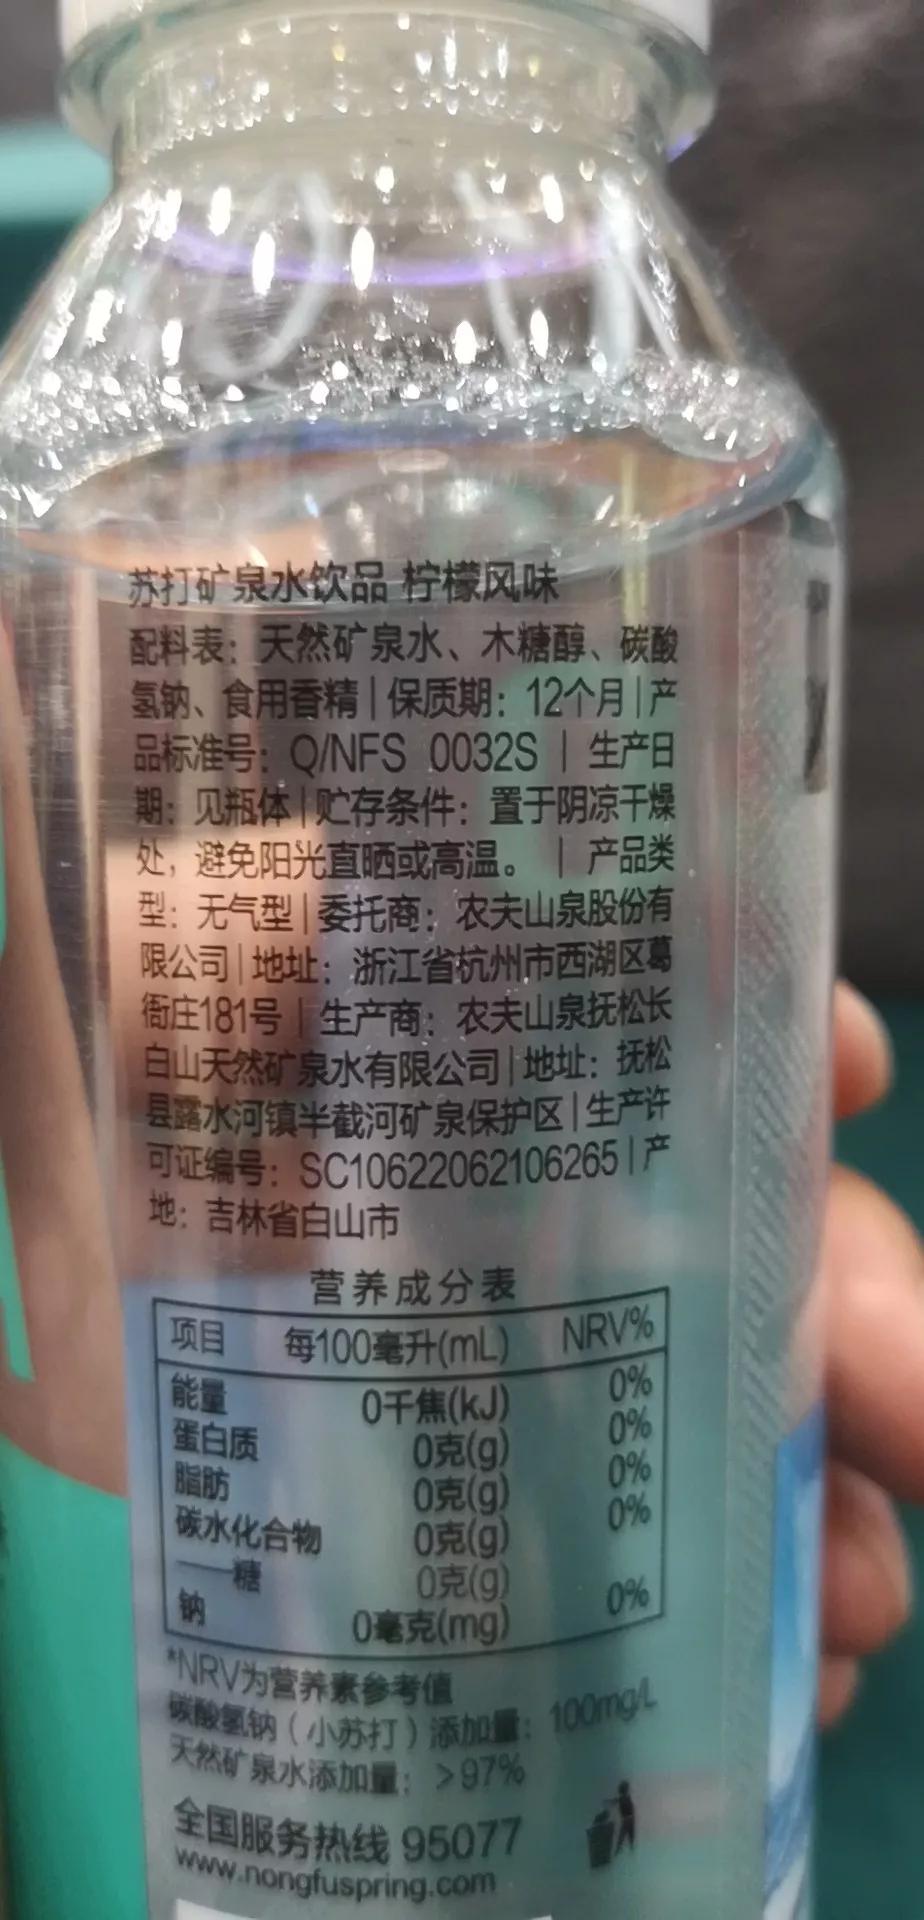 苏打矿泉水饮品 柠檬风味
配料表：天然矿泉水、木糖醇、碳酸
氢钠、食用香精|保质期：12个月|产
品标准号：Q/NFS 0032S | 生产日
期：见瓶体|贮存条件：置于阴凉干燥
处，避免阳光直晒或高温。 | 产品类
型：无气型|委托商：农夫山泉股份有
限公司|地址：浙江省杭州市西湖区葛
衙庄181号 | 生产商：农夫山泉抚松长
白山天然矿泉水有限公司|地址：抚松
县露水河镇半截河矿泉保护区|生产许
可证编号：SC10622062106265|产
地：吉林省白山市
营养成分表
项目 每100毫升(mL) NRV%
能量 0千焦(kJ) 0%
蛋白质 0克(g) 0%
脂肪 0克(g) 0%
碳水化合物 0克(g) 0%
——糖 0克(g)
钠 0毫克(mg) 0%
*NRV为营养素参考值
碳酸氢钠（小苏打）添加量：100mg/L
天然矿泉水添加量：>97%
全国服务热线 95077
www.nongfuspring.com